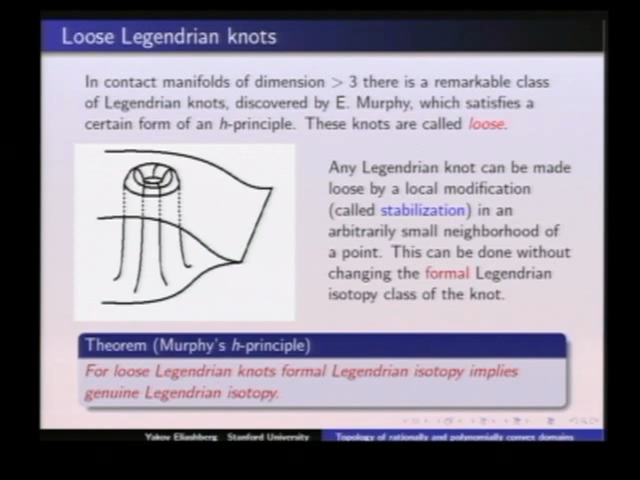 Loose Legendrian knots
In contact manifolds of dimension > 3 there is a remarkable class
of Legendrian knots, discovered by E. Murphy, which satisfies a
certain form of an h-principle. These knots are called loose.
Any Legendrian knot can be made
loose by a local modification
(called stabilization) in an
arbitrarily small neighborhood of
a point. This can be done without
changing the formal Legendrian
isotopy class of the knot.
Theorem (Murphy's h-principle)
For loose Legendrian knots formal Legendrian isotopy implies
genuine Legendrian isotopy.
Yakov Eliashberg Stanford University Topology of rationally and polynomially convex domains